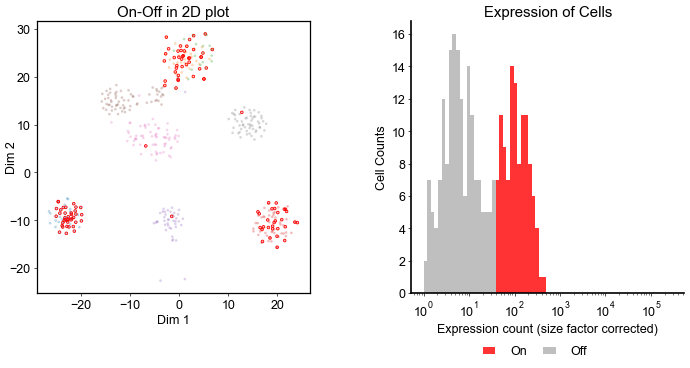 On-Off in 2D plot
Expression of Cells
30
20
10
0
−10
−20
Dim 2
−20 −10 0 10 20
Dim 1
16
14
12
10
8
6
4
2
0
Cell Counts
10^0 10^1 10^2 10^3 10^4 10^5
Expression count (size factor corrected)
On Off